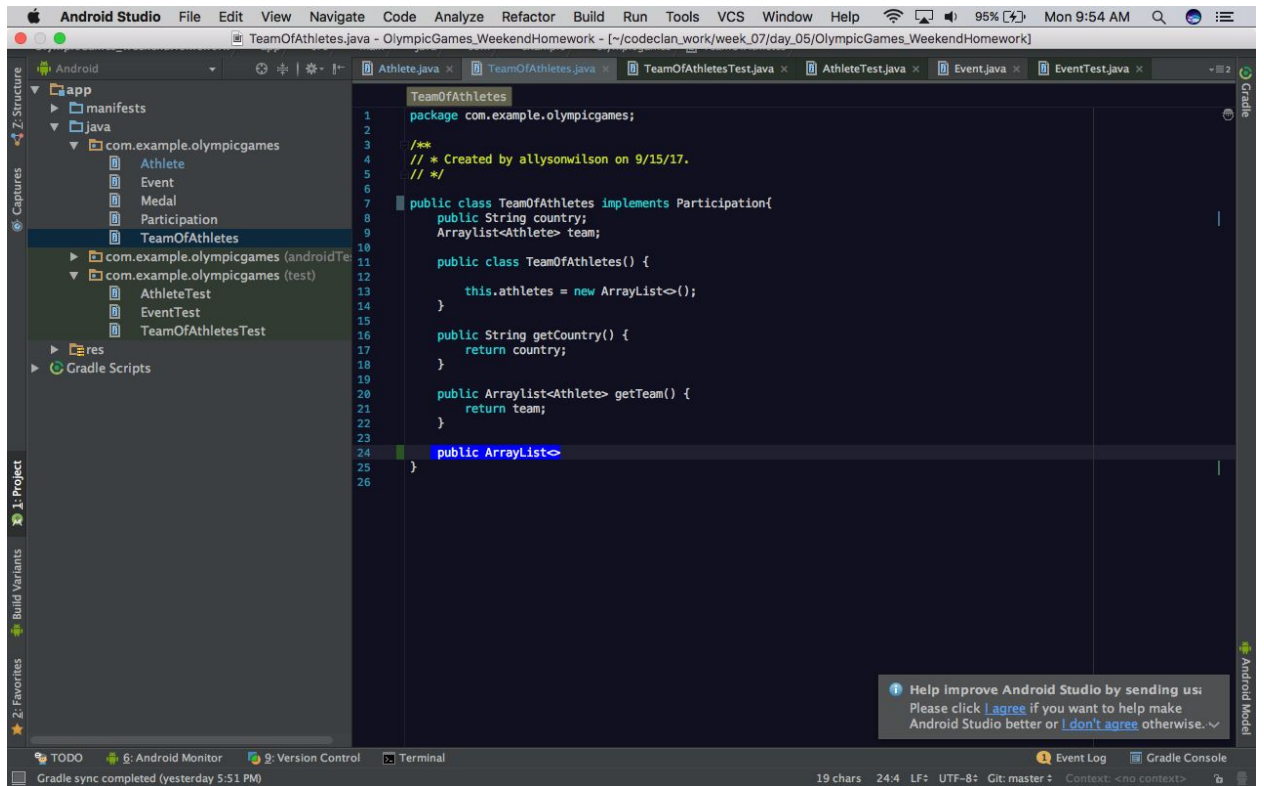 Android Studio File Edit View Navigate Code Analyze Refactor Build Run Tools VCS Window Help 95% Mon 9:54 AM
TeamOfAthletes.java - OlympicGames_WeekendHomework - [~/codeclan_work/week_07/day_05/OlympicGames_WeekendHomework]
Android
Athlete.java TeamOfAthletes.java TeamOfAthletesTest.java AthleteTest.java Event.java EventTest.java 2
Z: Structure
Captures
1: Project
Build Variants
2: Favorites
app
manifests
java
com.example.olympicgames
Athlete
Event
Medal
Participation
TeamOfAthletes
com.example.olympicgames (androidTe
com.example.olympicgames (test)
AthleteTest
EventTest
TeamOfAthletesTest
res
Gradle Scripts
TeamOfAthletes
1 package com.example.olympicgames;
2
3 /**
4 // * Created by allysonwilson on 9/15/17.
5 // */
6
7 public class TeamOfAthletes implements Participation{
8 public String country;
9 Arraylist<Athlete> team;
10
11 public class TeamOfAthletes() {
12
13 this.athletes = new ArrayList<>();
14 }
15
16 public String getCountry() {
17 return country;
18 }
19
20 public Arraylist<Athlete> getTeam() {
21 return team;
22 }
23
24 public ArrayList<>
25 }
26
Gradle
Android Model
Help improve Android Studio by sending usa
Please click I agree if you want to help make
Android Studio better or I don't agree otherwise.
TODO 6: Android Monitor 9: Version Control Terminal 1 Event Log Gradle Console
Gradle sync completed (yesterday 5:51 PM) 19 chars 24:4 LF UTF-8 Git: master Context: <no context>